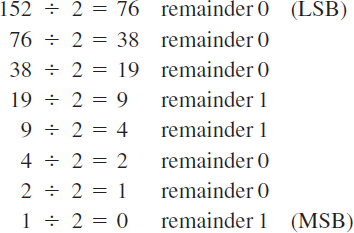 152 ÷ 2 = 76 remainder 0 (LSB)
76 ÷ 2 = 38 remainder 0
38 ÷ 2 = 19 remainder 0
19 ÷ 2 = 9 remainder 1
9 ÷ 2 = 4 remainder 1
4 ÷ 2 = 2 remainder 0
2 ÷ 2 = 1 remainder 0
1 ÷ 2 = 0 remainder 1 (MSB)